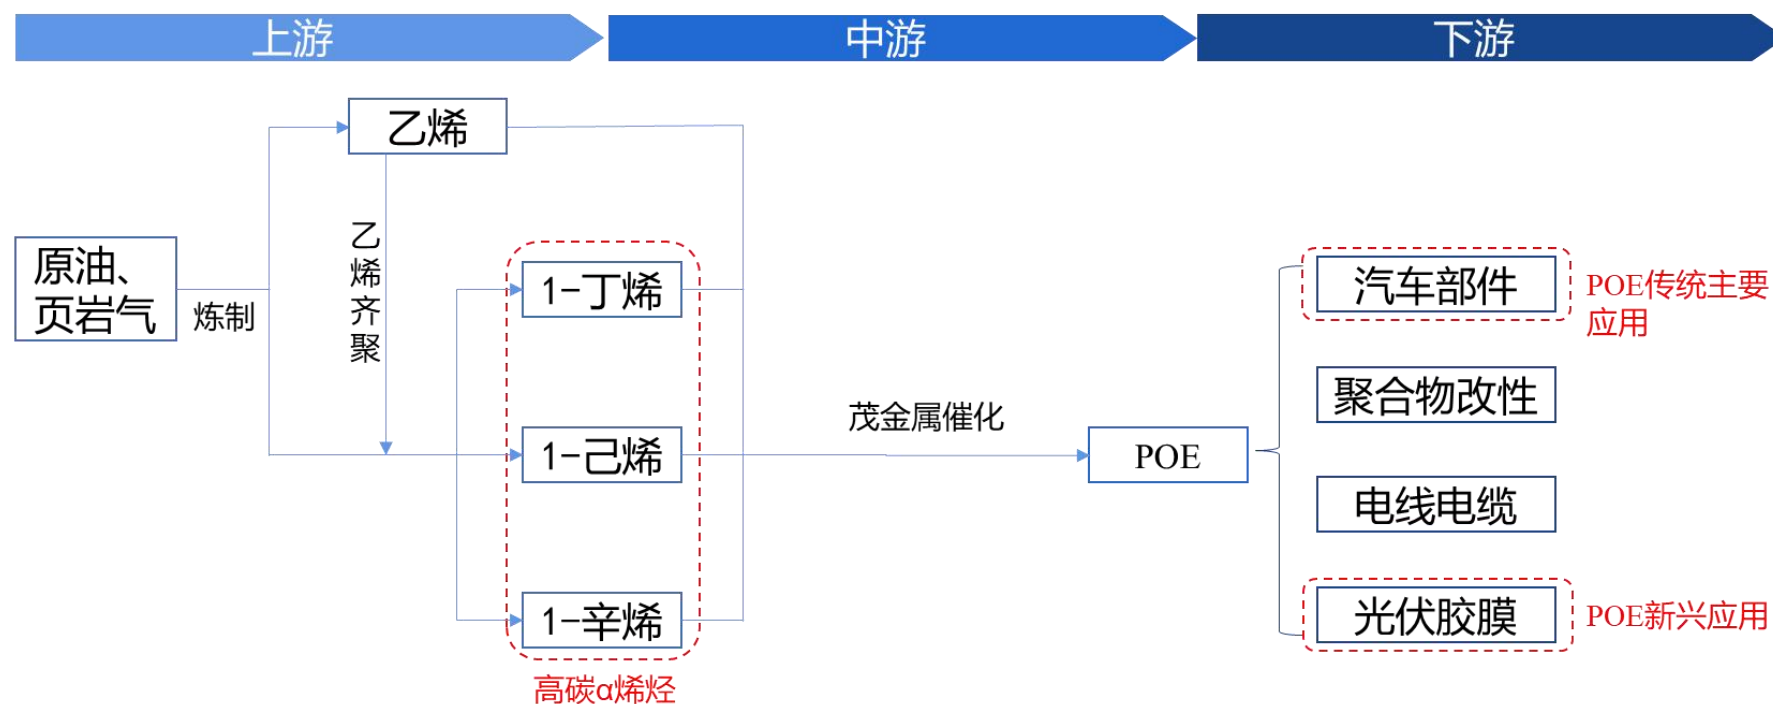 上游
中游
下游
乙烯
原油、
页岩气
炼制
乙烯齐聚
1-丁烯
1-己烯
1-辛烯
高碳α烯烃
茂金属催化
POE
汽车部件
POE传统主要
应用
聚合物改性
电线电缆
光伏胶膜
POE新兴应用